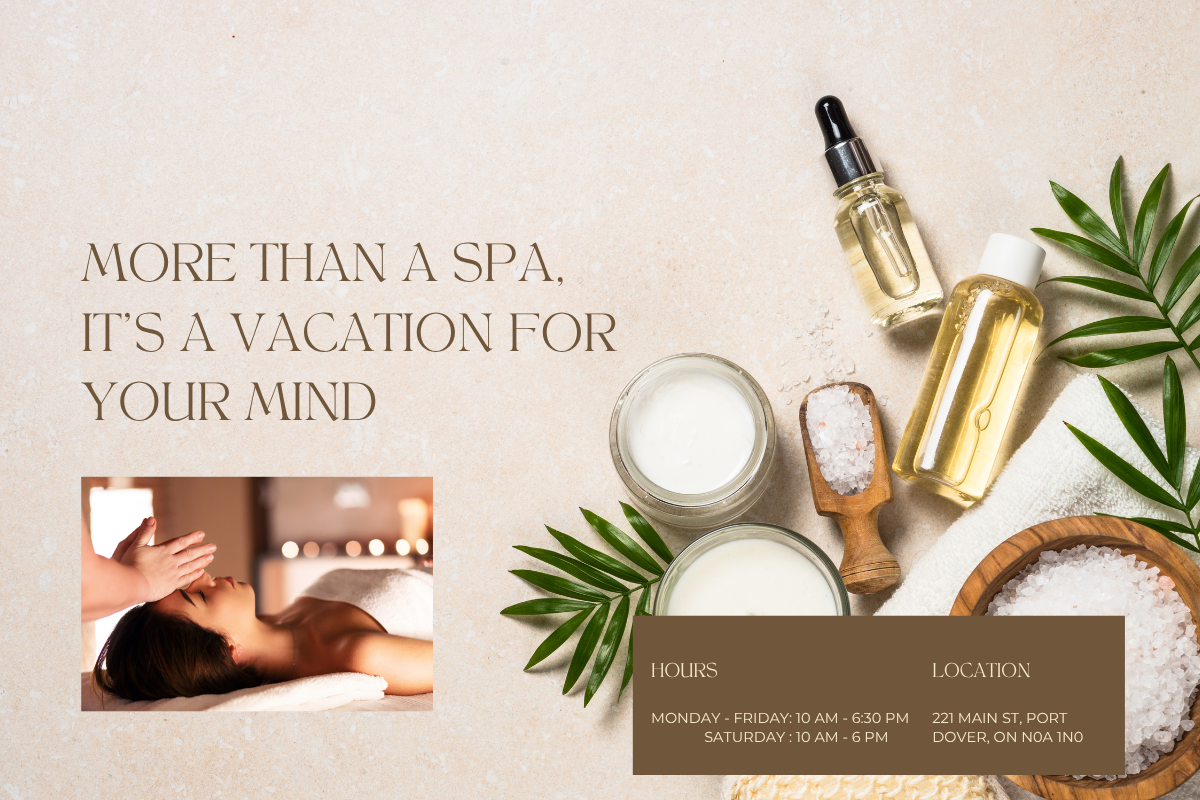 MORE THAN A SPA,
IT'S A VACATION FOR
YOUR MIND
HOURS
MONDAY - FRIDAY: 10 AM - 6:30 PM
SATURDAY : 10 AM - 6 PM
LOCATION
221 MAIN ST, PORT
DOVER, ON N0A 1N0